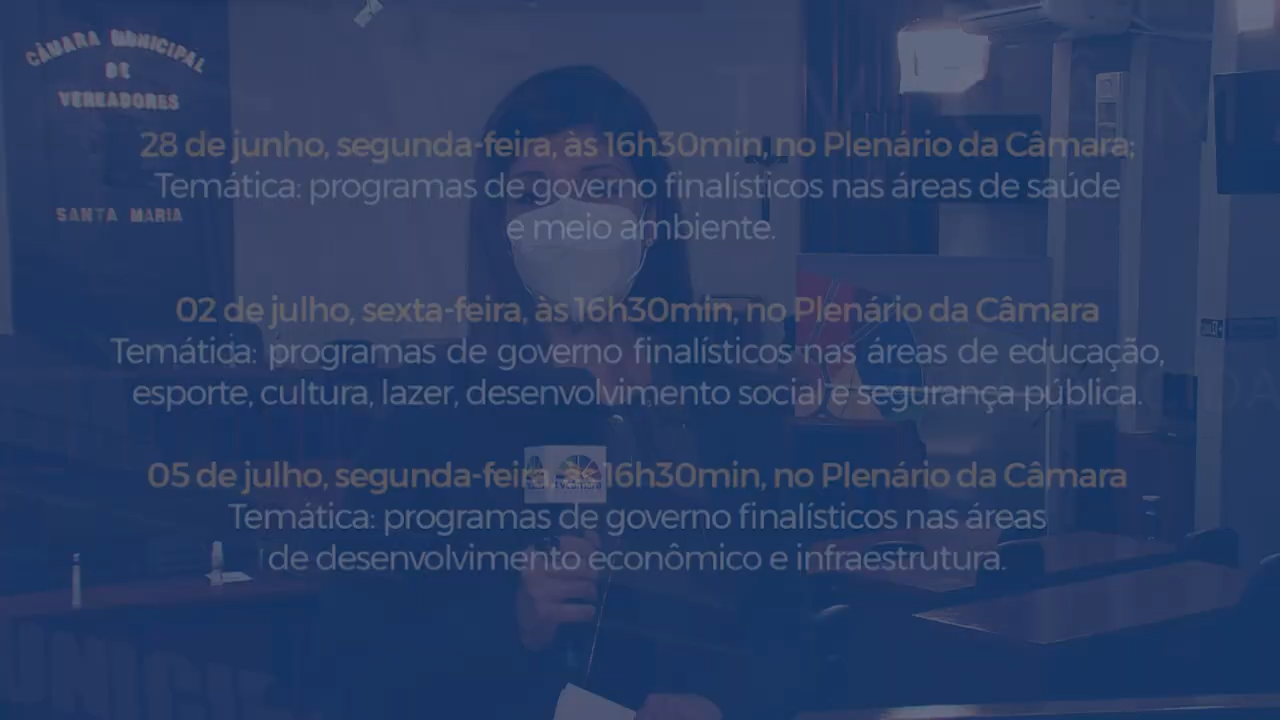 CÂMARA MUNICIPAL
DE
VEREADORES
SANTA MARIA
28 de junho, segunda-feira, às 16h30min, no Plenário da Câmara;
Temática: programas de governo finalísticos nas áreas de saúde
e meio ambiente.
02 de julho, sexta-feira, às 16h30min, no Plenário da Câmara
Temática: programas de governo finalísticos nas áreas de educação,
esporte, cultura, lazer, desenvolvimento social e segurança pública.
05 de julho, segunda-feira, às 16h30min, no Plenário da Câmara
Temática: programas de governo finalísticos nas áreas
de desenvolvimento econômico e infraestrutura.